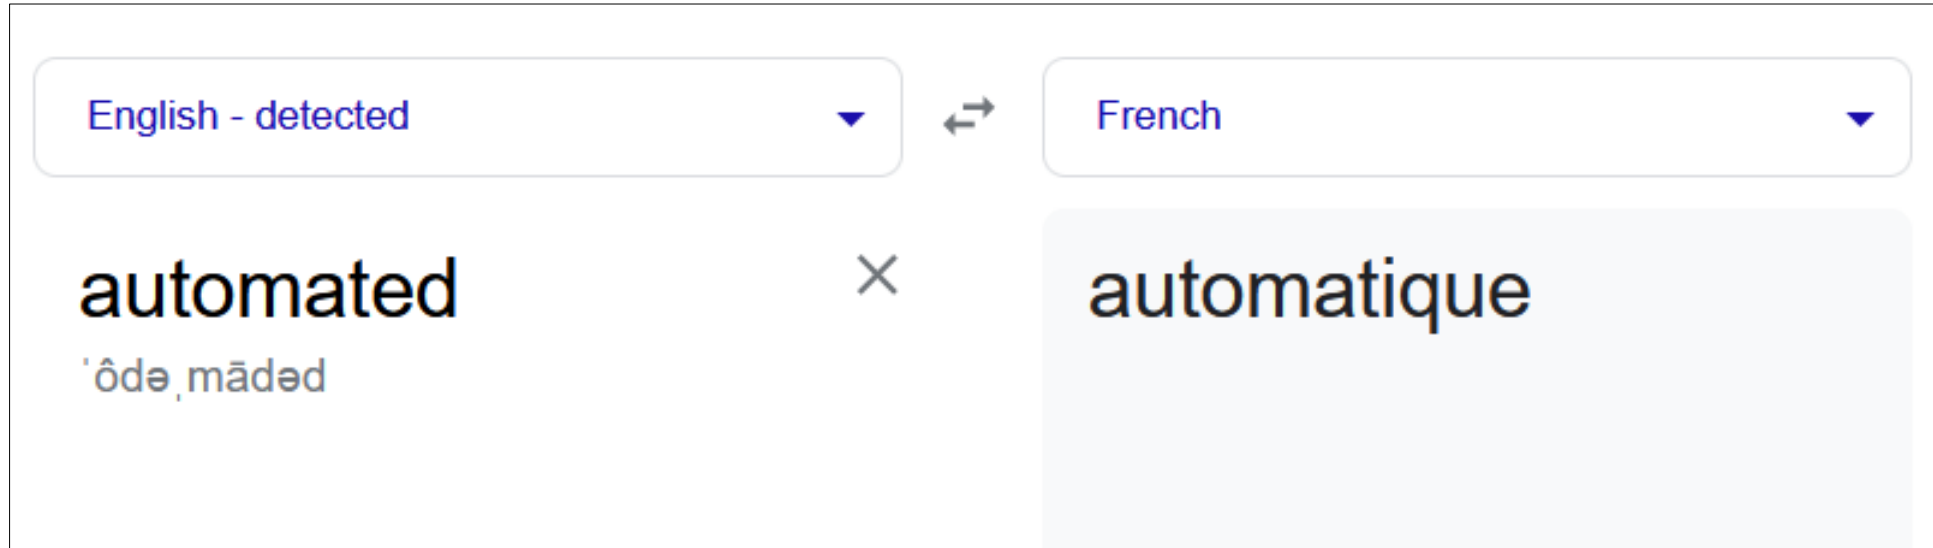 English - detected
French
automated
automatique
ˈôdəˌmādəd